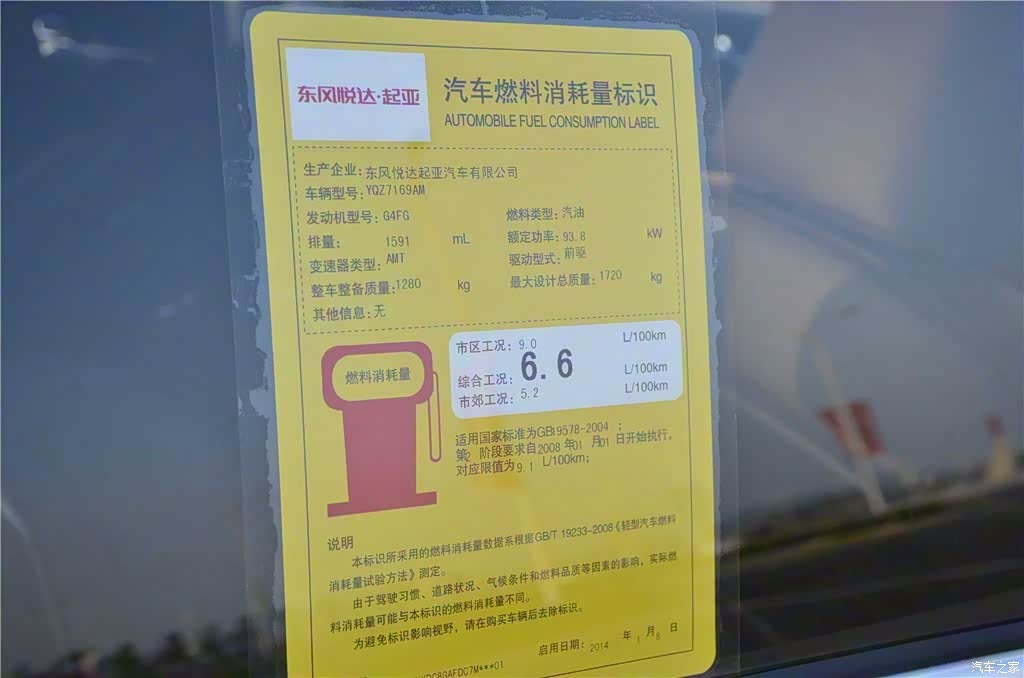 东风悦达·起亚
汽车燃料消耗量标识
AUTOMOBILE FUEL CONSUMPTION LABEL
生产企业:东风悦达起亚汽车有限公司
车辆型号:YQZ7169AM
发动机型号:G4FG 燃料类型:汽油
排量: 1591 mL 额定功率:93.8 kW
变速器类型:AMT 驱动型式:前驱
整车整备质量:1280 kg 最大设计总质量:1720 kg
其他信息:无
燃料消耗量
市区工况:9.0 L/100km
综合工况:6.6 L/100km
市郊工况:5.2 L/100km
适用国家标准为GB19578-2004;
第2 阶段要求自2008 年01 月01 日开始执行,
对应限值为9.1 L/100km;
说明
本标识所采用的燃料消耗量数据系根据GB/T 19233-2008《轻型汽车燃料
消耗量试验方法》测定。
由于驾驶习惯、道路状况、气候条件和燃料品质等因素的影响,实际燃
料消耗量可能与本标识的燃料消耗量不同。
为避免标识影响视野,请在购买车辆后去除标识。
启用日期:2014 年 1 月8 日
汽车之家